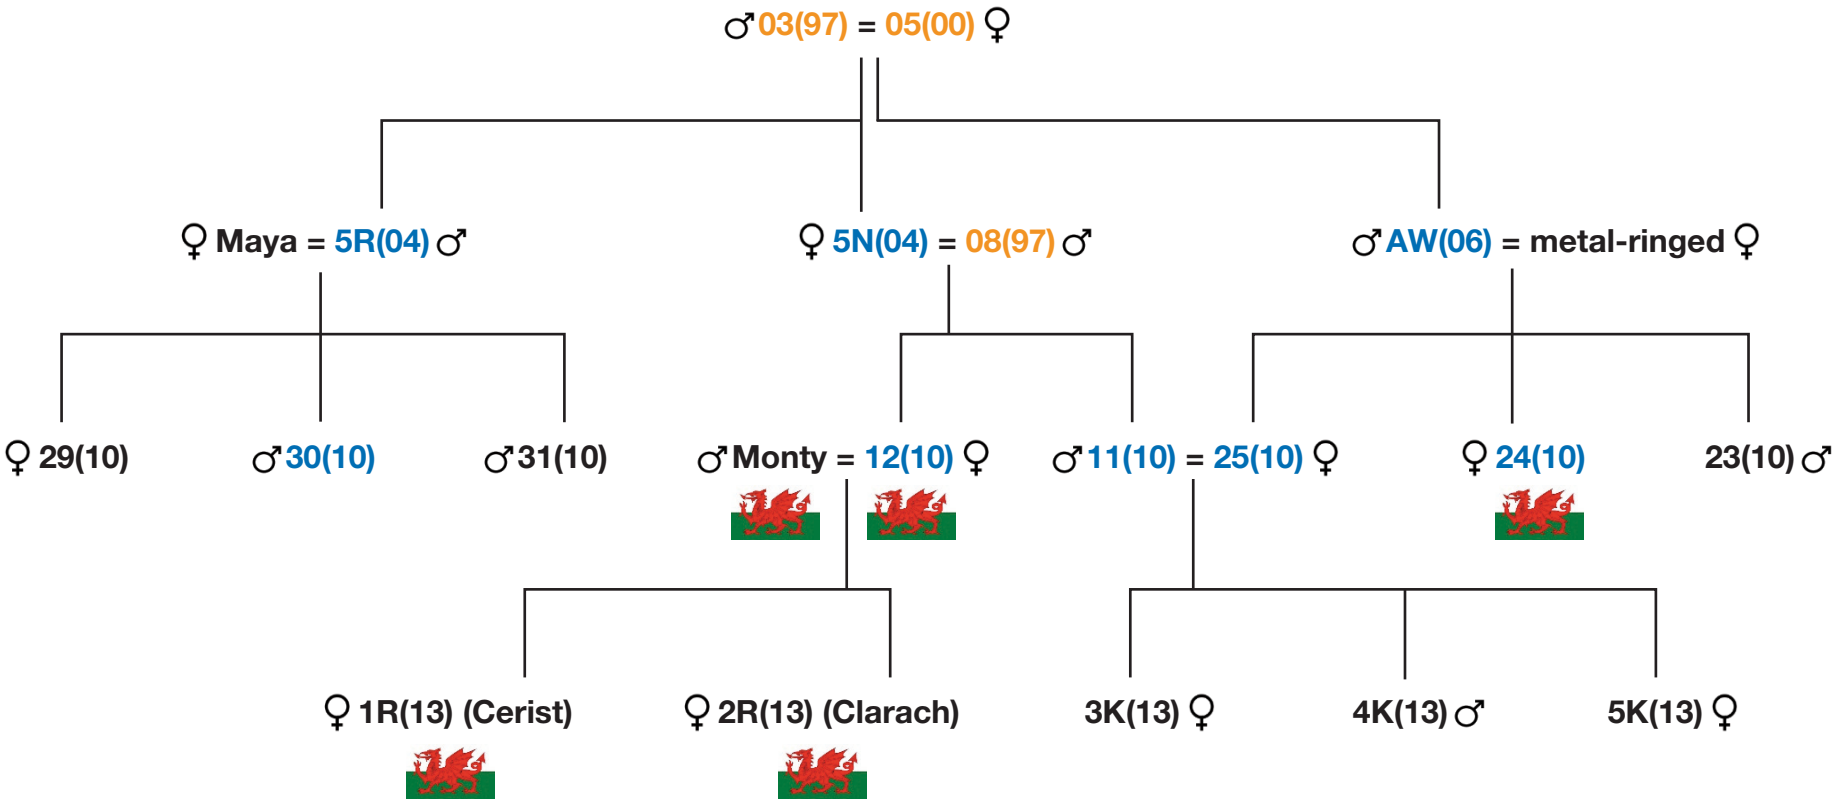 ♂03(97) = 05(00) ♀
♀ Maya = 5R(04) ♂
♀ 5N(04) = 08(97) ♂
♂ AW(06) = metal-ringed ♀
♀ 29(10)
♂30(10)
♂31(10)
♂ Monty = 12(10) ♀
♂11(10) = 25(10) ♀
♀ 24(10)
23(10) ♂
♀ 1R(13) (Cerist)
♀ 2R(13) (Clarach)
3K(13) ♀
4K(13) ♂
5K(13) ♀